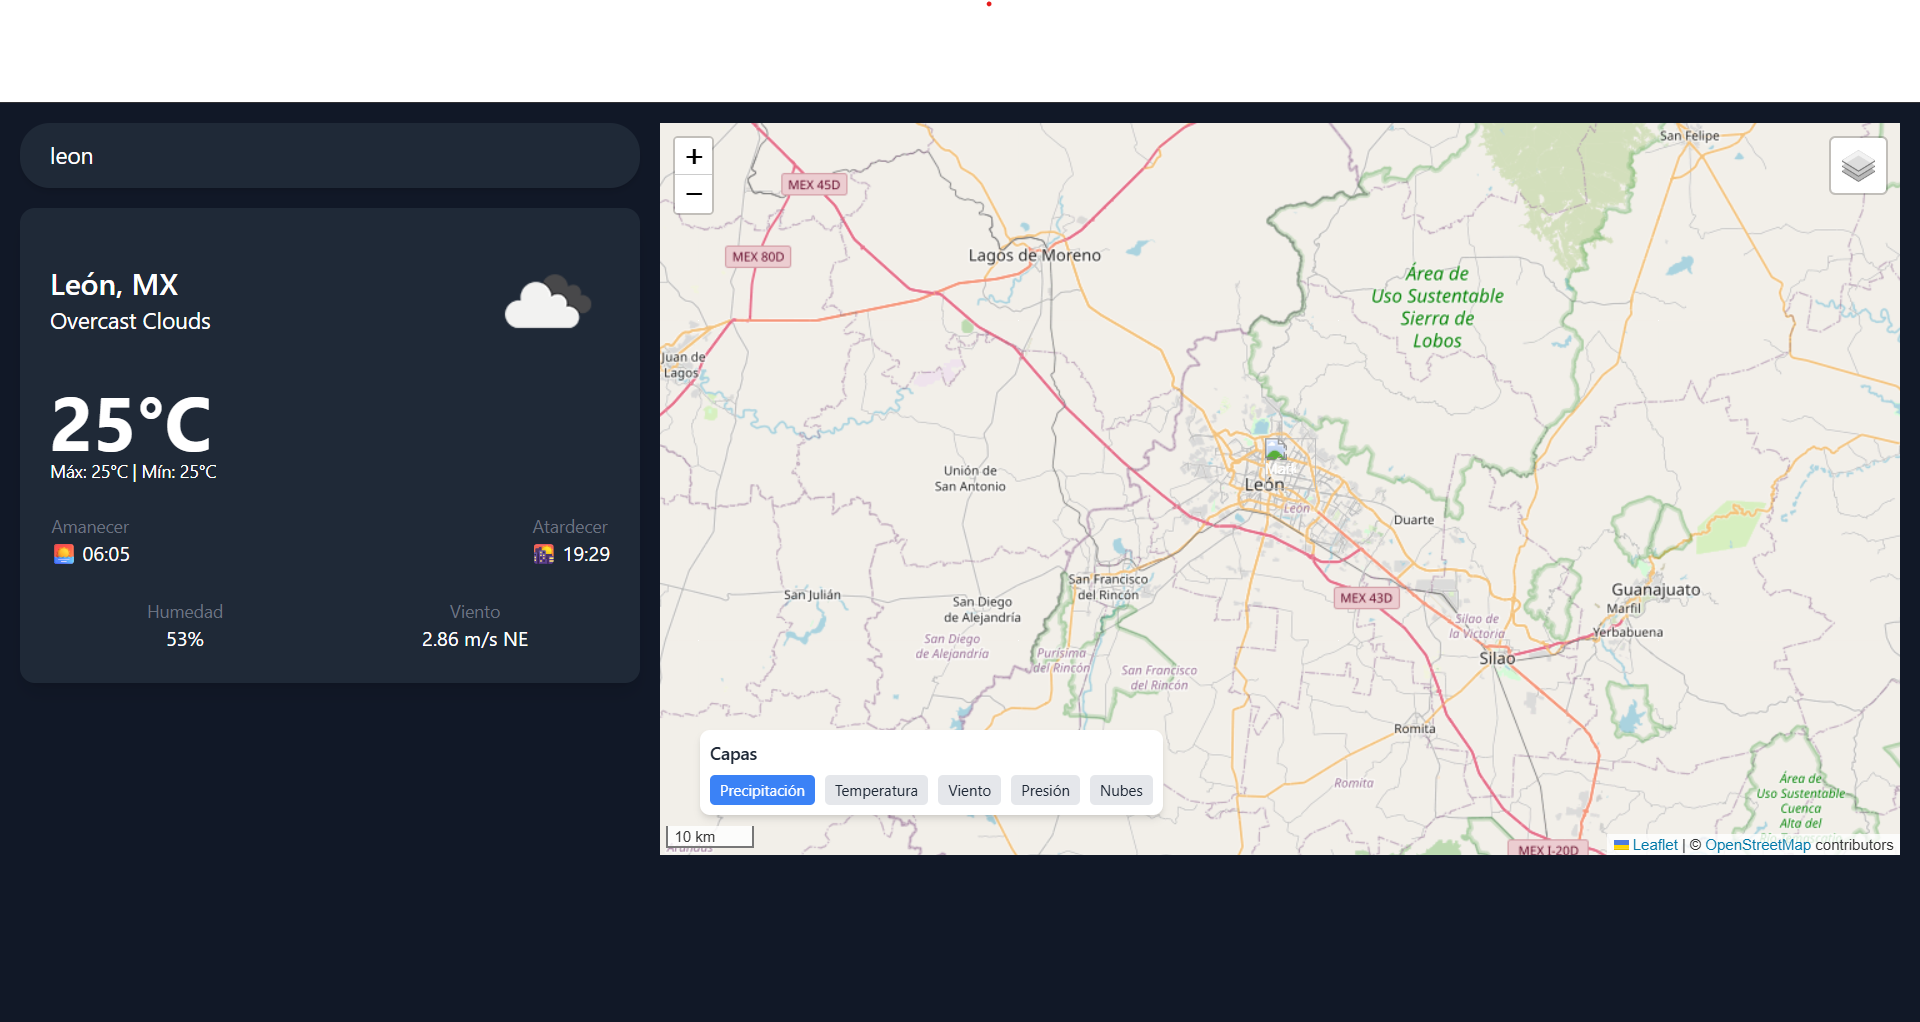 leon
León, MX
Overcast Clouds
25°C
Máx: 25°C | Mín: 25°C
Amanecer
06:05
Atardecer
19:29
Humedad
53%
Viento
2.86 m/s NE
+
−
San Felipe
MEX 45D
MEX 80D
Lagos de Moreno
Área de
Uso Sustentable
Sierra de
Lobos
Juan de
Lagos
Unión de
San Antonio
León
León
Duarte
San Francisco
del Rincón
San Julián
San Diego
de Alejandría
San Diego
de Alejandría
Purísima
del Rincón
San Francisco
del Rincón
MEX 43D
Guanajuato
Marfil
Yerbabuena
Silao de
la Victoria
Silao
Romita
Romita
Área de
Uso Sustentable
Cuenca
Alta del
MEX J-20D
Capas
Precipitación
Temperatura
Viento
Presión
Nubes
10 km
Leaflet | © OpenStreetMap contributors